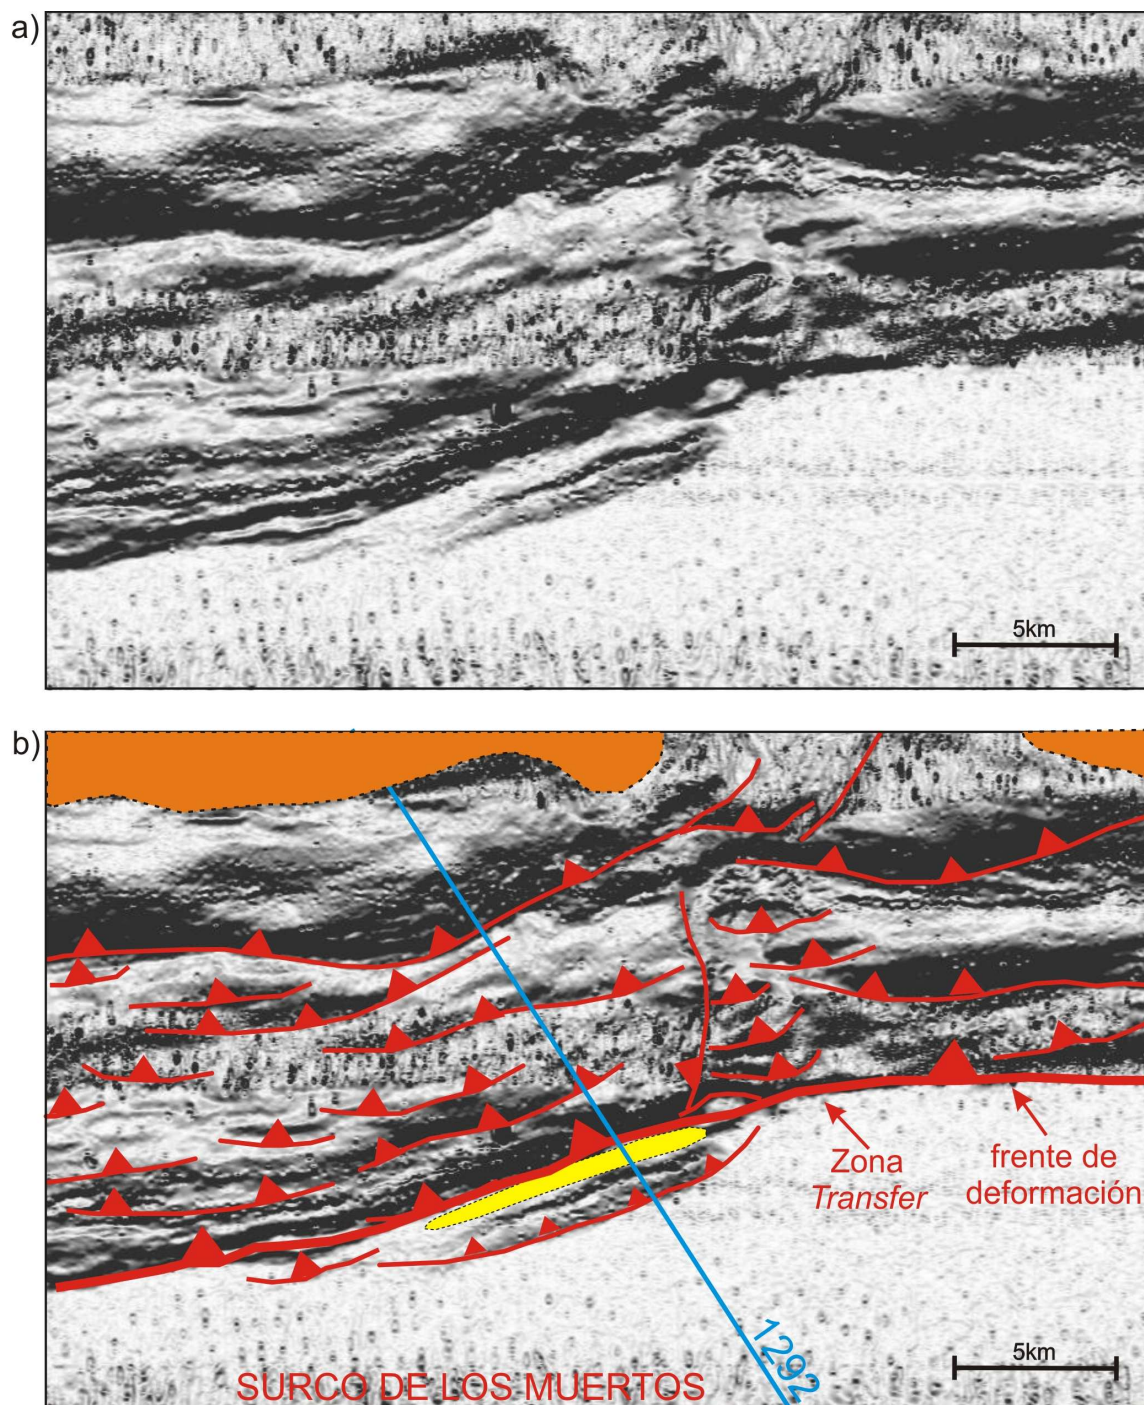 a)
5km
b)
Zona
Transfer
frente de
deformación
5km
1292
SURCO DE LOS MUERTOS